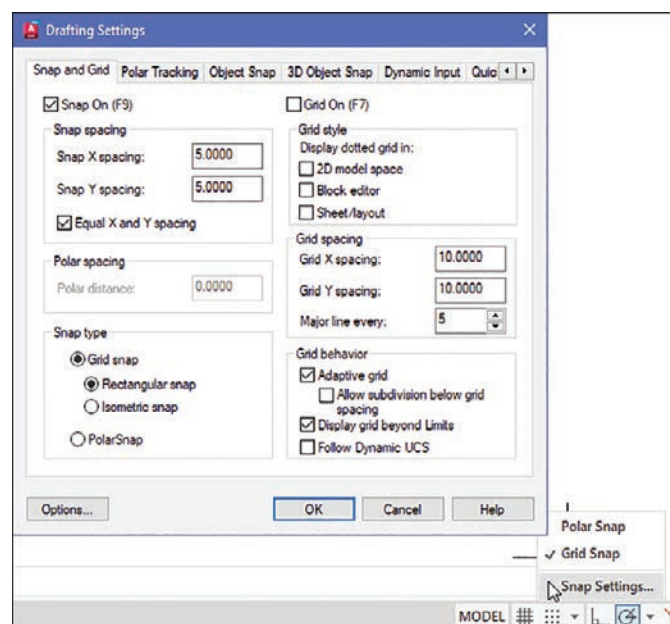 Drafting Settings
Snap and Grid Polar Tracking Object Snap 3D Object Snap Dynamic Input Quic
Snap On (F9)
Snap spacing
Snap X spacing: 5.0000
Snap Y spacing: 5.0000
Equal X and Y spacing
Polar spacing
Polar distance: 0.0000
Snap type
Grid snap
Rectangular snap
Isometric snap
PolarSnap
Grid On (F7)
Grid style
Display dotted grid in:
2D model space
Block editor
Sheet/layout
Grid spacing
Grid X spacing: 10.0000
Grid Y spacing: 10.0000
Major line every: 5
Grid behavior
Adaptive grid
Allow subdivision below grid
spacing
Display grid beyond Limits
Follow Dynamic UCS
Options... OK Cancel Help
Polar Snap
Grid Snap
Snap Settings...
MODEL